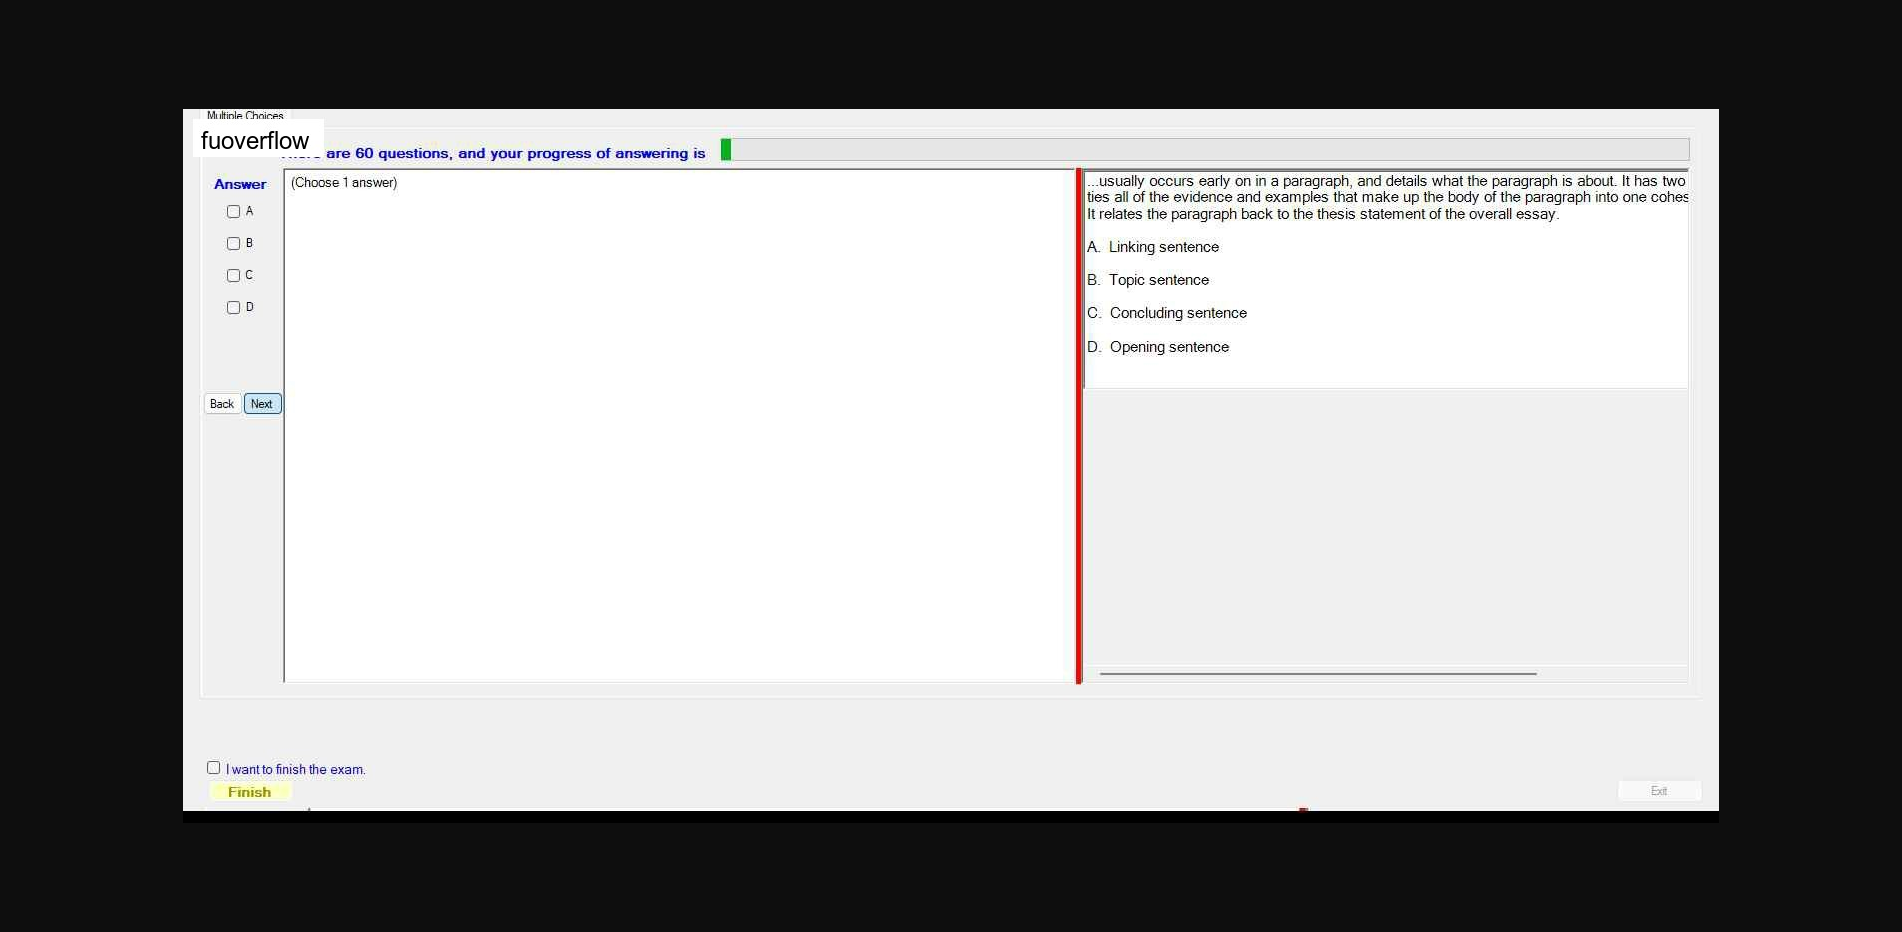 Multiple Choices
fuoverflow
are 60 questions, and your progress of answering is
Answer
(Choose 1 answer)
A
B
C
D
Back Next
...usually occurs early on in a paragraph, and details what the paragraph is about. It has two
ties all of the evidence and examples that make up the body of the paragraph into one cohes
It relates the paragraph back to the thesis statement of the overall essay.
A. Linking sentence
B. Topic sentence
C. Concluding sentence
D. Opening sentence
I want to finish the exam.
Finish
Exit